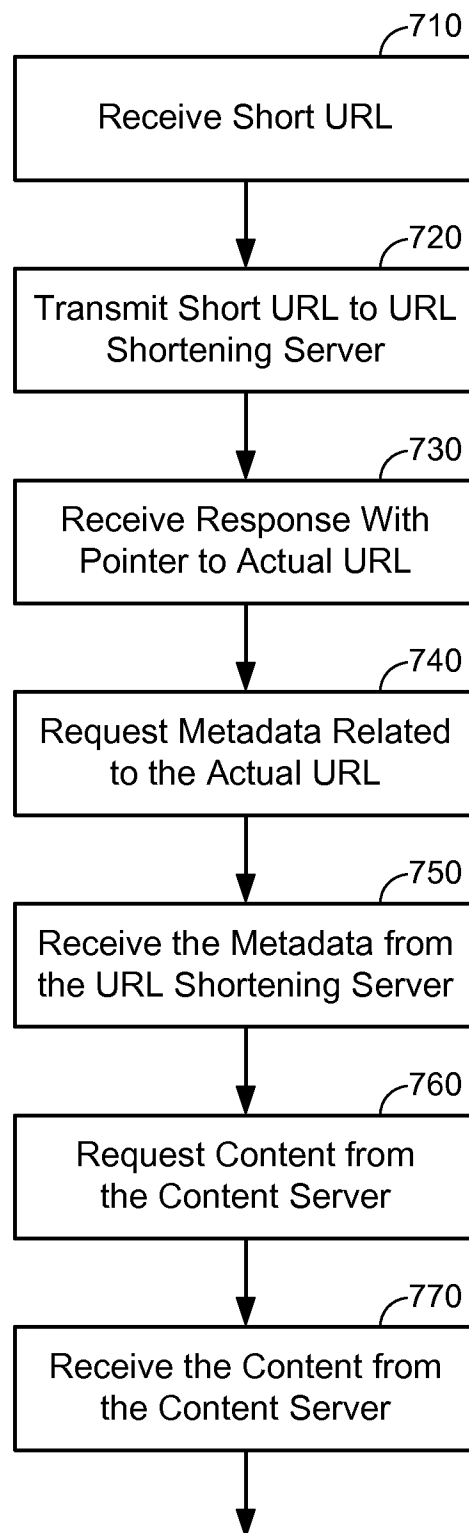 710
Receive Short URL
720
Transmit Short URL to URL
Shortening Server
730
Receive Response With
Pointer to Actual URL
740
Request Metadata Related
to the Actual URL
750
Receive the Metadata from
the URL Shortening Server
760
Request Content from
the Content Server
770
Receive the Content from
the Content Server